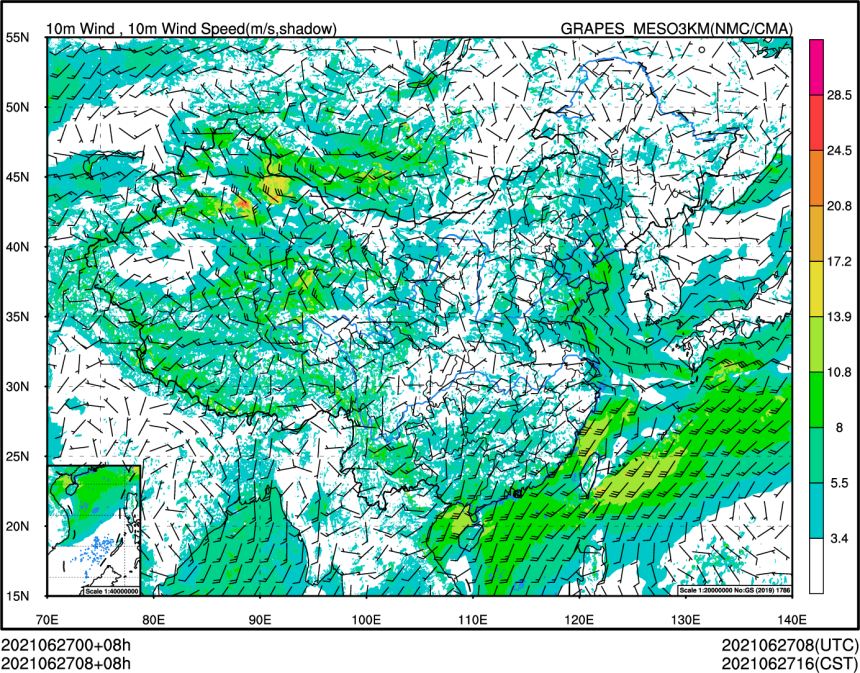 10m Wind , 10m Wind Speed(m/s,shadow) GRAPES_MESO3KM(NMC/CMA)
55N
50N
45N
40N
35N
30N
25N
20N
15N
70E 80E 90E 100E 110E 120E 130E 140E
28.5
24.5
20.8
17.2
13.9
10.8
8
5.5
3.4
Scale 1:40000000
Scale 1:20000000 No:GS (2019) 1786
2021062700+08h 2021062708(UTC)
2021062708+08h 2021062716(CST)